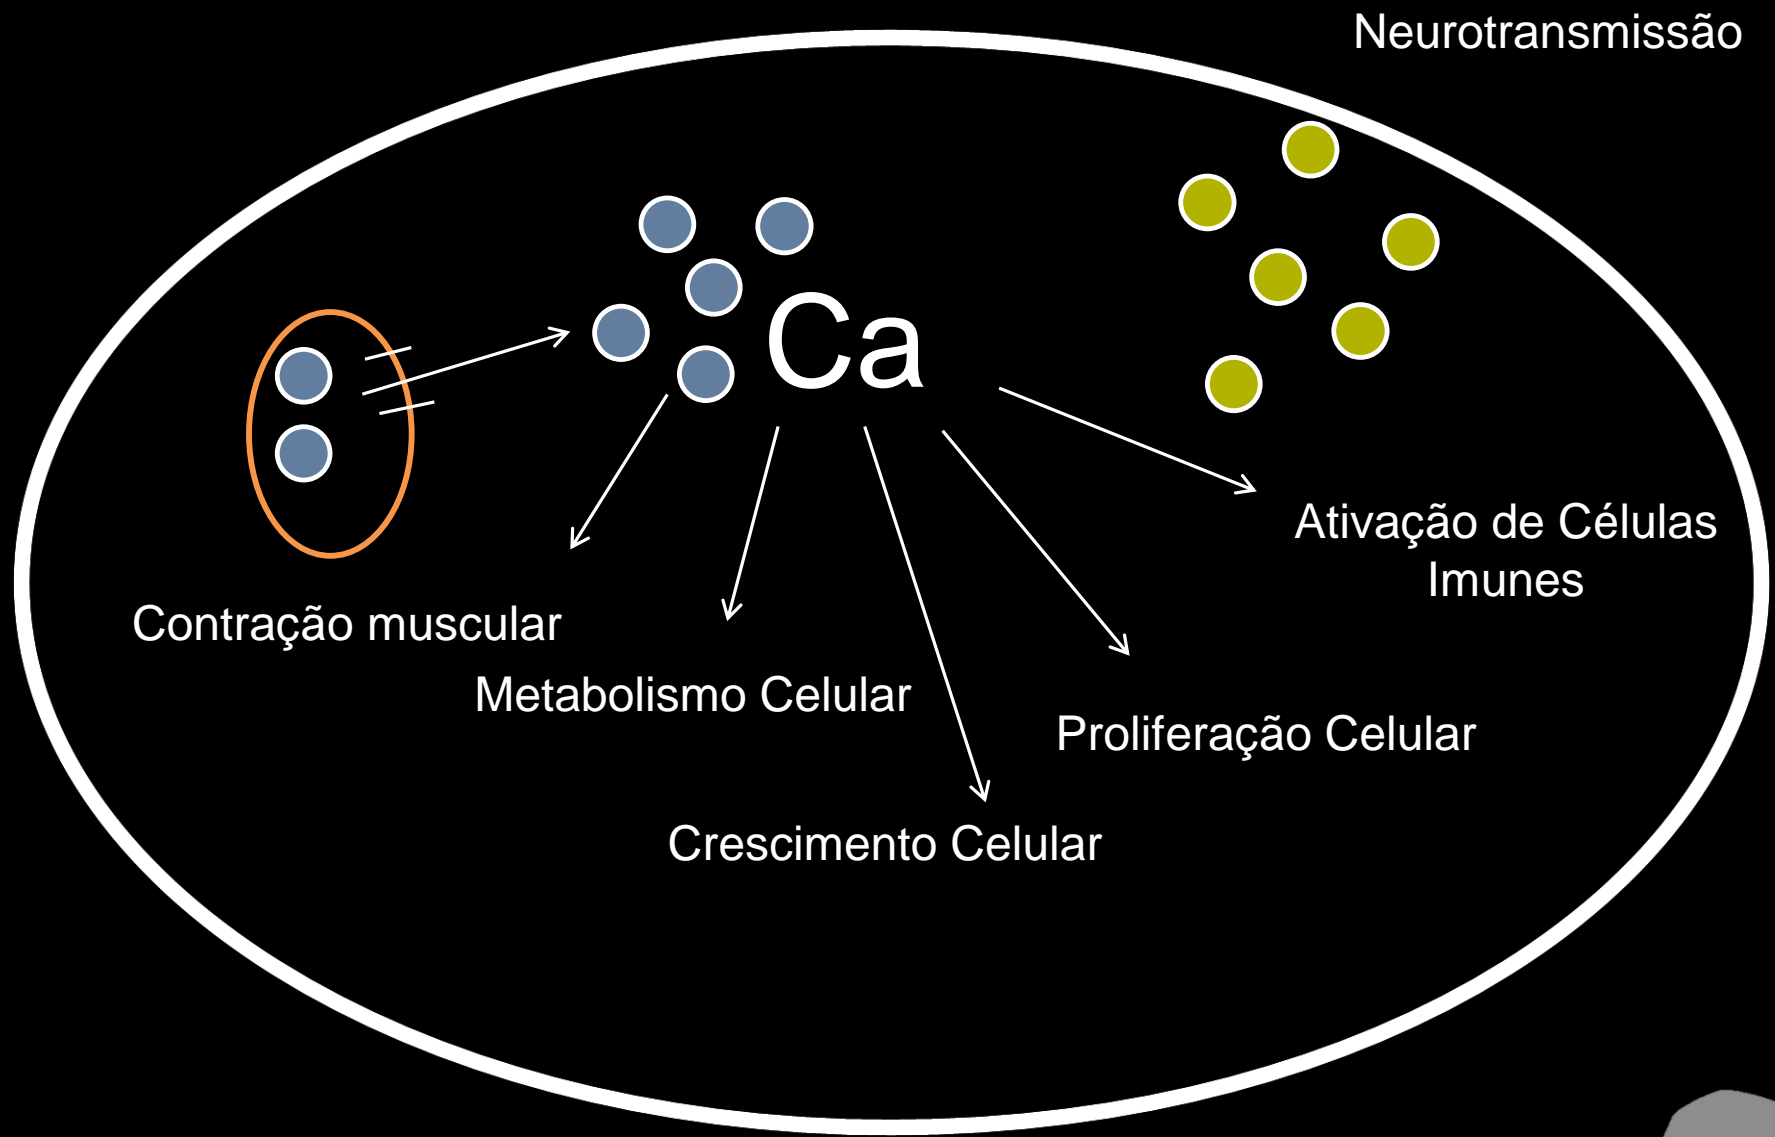 Neurotransmissão
Ca
Ativação de Células
Imunes
Contração muscular
Metabolismo Celular
Proliferação Celular
Crescimento Celular